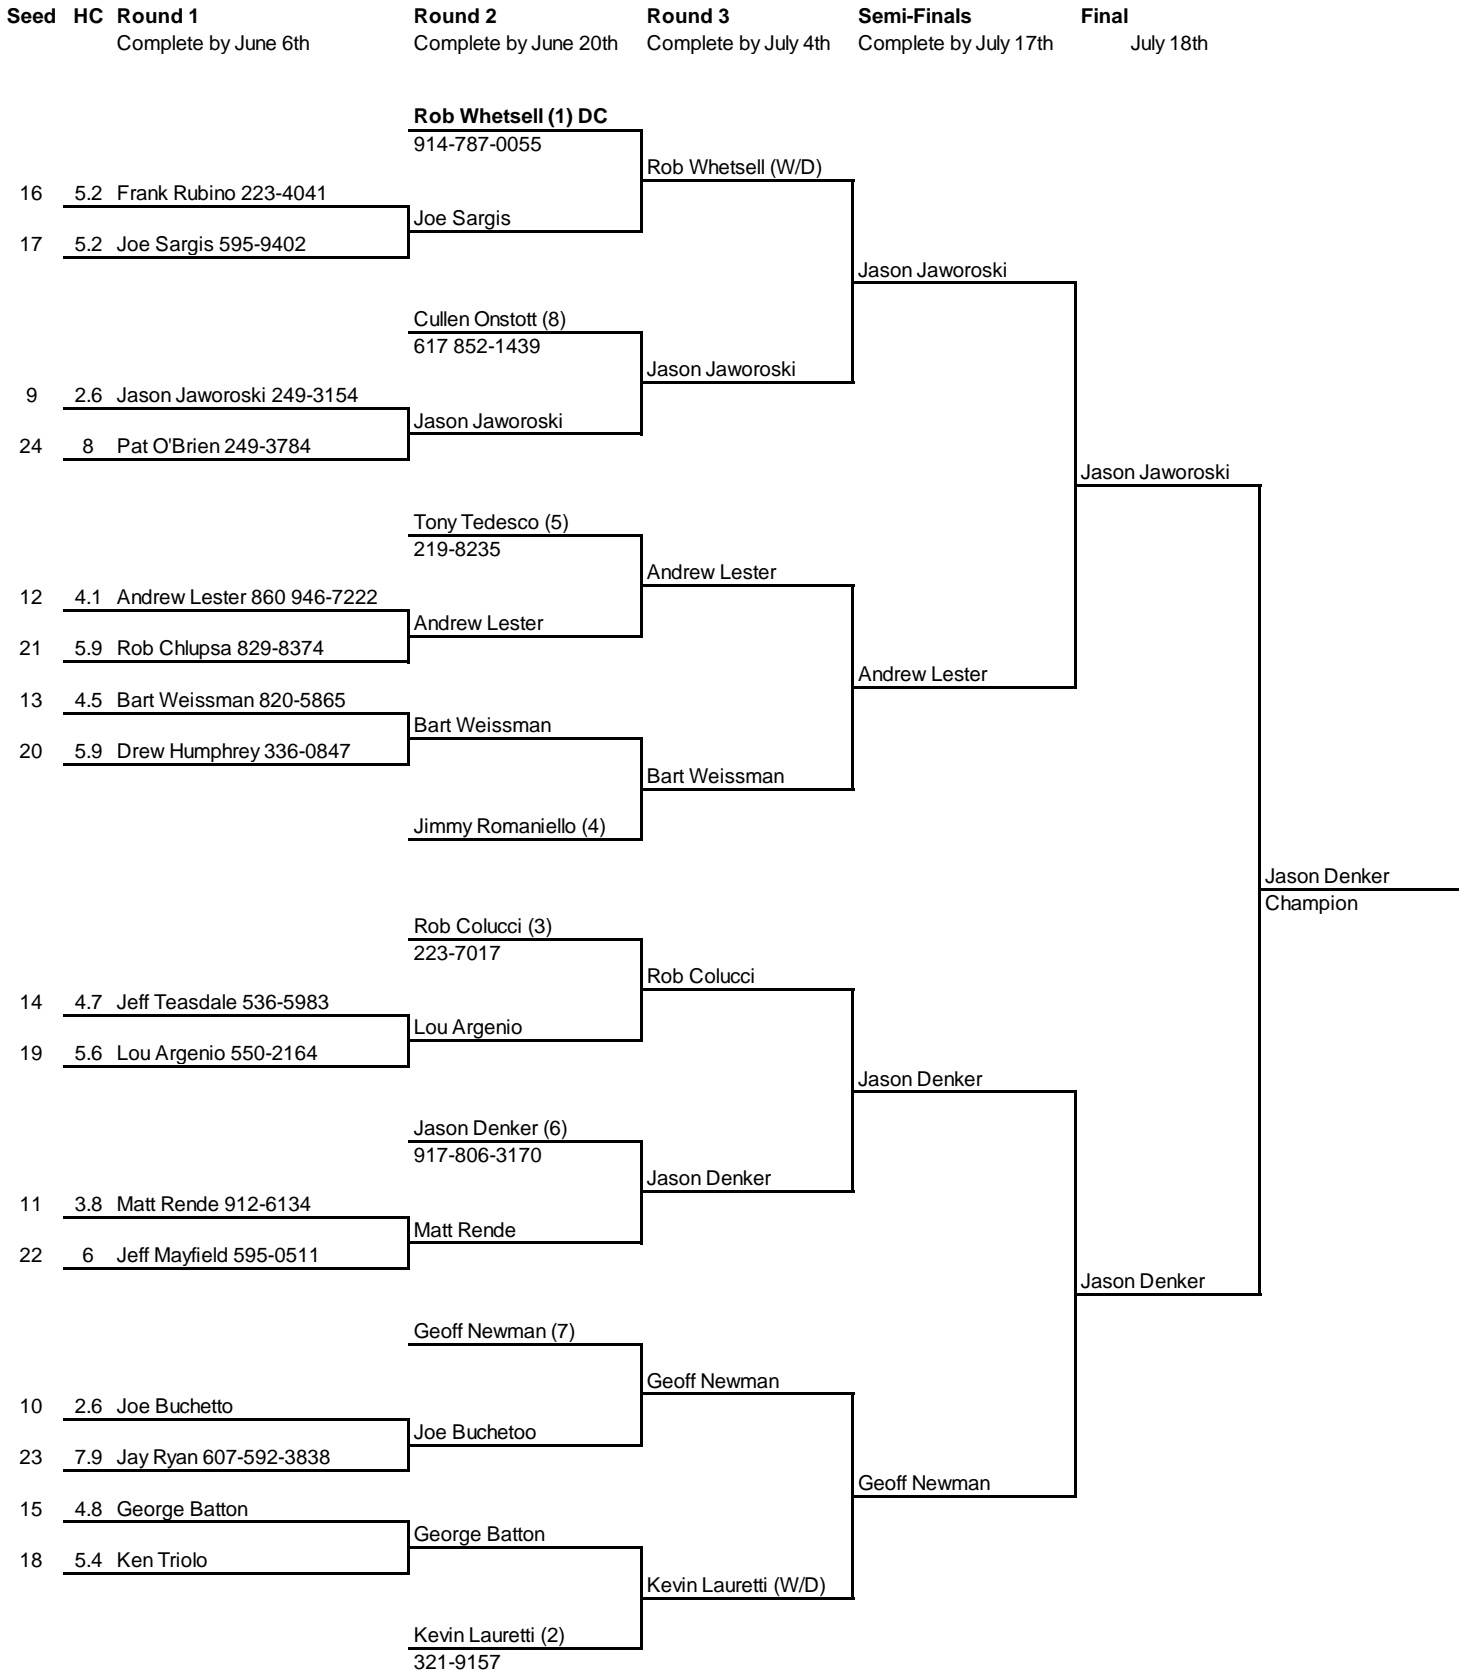 Seed HC Round 1 Round 2 Round 3 Semi-Finals Final
Complete by June 6th Complete by June 20th Complete by July 4th Complete by July 17th July 18th
Rob Whetsell (1) DC
914-787-0055
Rob Whetsell (W/D)
16 5.2 Frank Rubino 223-4041
Joe Sargis
17 5.2 Joe Sargis 595-9402
Jason Jaworoski
Cullen Onstott (8)
617 852-1439
Jason Jaworoski
9 2.6 Jason Jaworoski 249-3154
Jason Jaworoski
24 8 Pat O'Brien 249-3784
Jason Jaworoski
Tony Tedesco (5)
219-8235
Andrew Lester
12 4.1 Andrew Lester 860 946-7222
Andrew Lester
21 5.9 Rob Chlupsa 829-8374
Andrew Lester
13 4.5 Bart Weissman 820-5865
Bart Weissman
20 5.9 Drew Humphrey 336-0847
Bart Weissman
Jimmy Romaniello (4)
Jason Denker
Champion
Rob Colucci (3)
223-7017
Rob Colucci
14 4.7 Jeff Teasdale 536-5983
Lou Argenio
19 5.6 Lou Argenio 550-2164
Jason Denker
Jason Denker (6)
917-806-3170
Jason Denker
11 3.8 Matt Rende 912-6134
Matt Rende
22 6 Jeff Mayfield 595-0511
Jason Denker
Geoff Newman (7)
Geoff Newman
10 2.6 Joe Buchetto
Joe Buchetoo
23 7.9 Jay Ryan 607-592-3838
Geoff Newman
15 4.8 George Batton
George Batton
18 5.4 Ken Triolo
Kevin Lauretti (W/D)
Kevin Lauretti (2)
321-9157